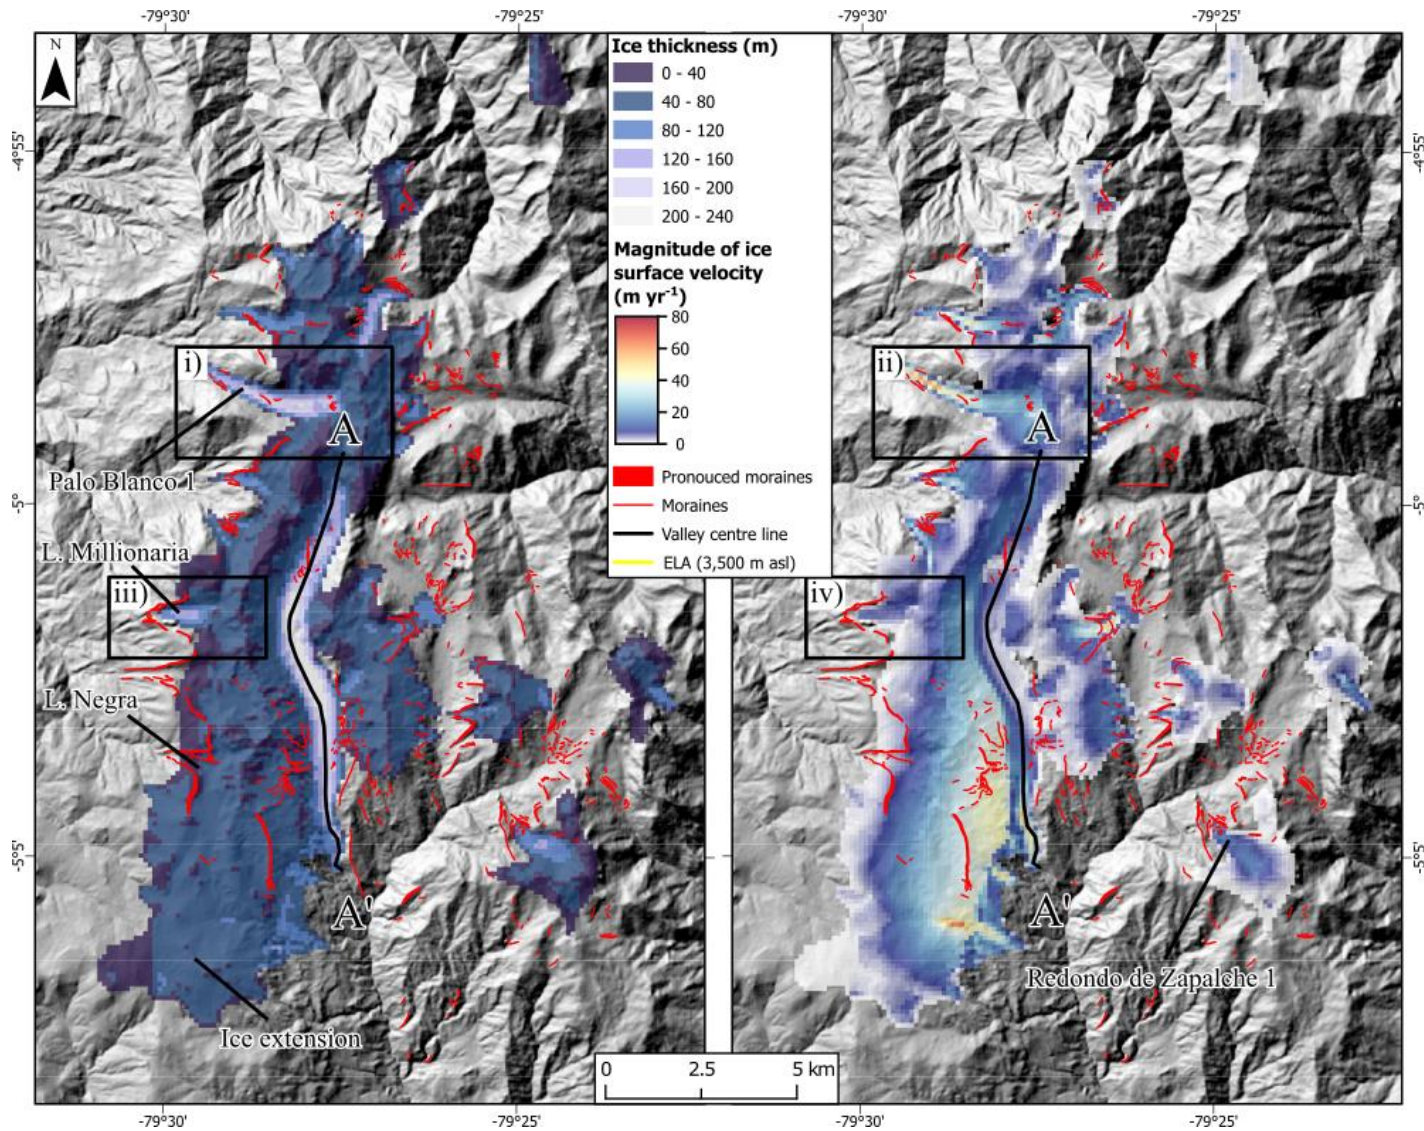 -79°30'
-79°25'
-79°30'
-79°25'
N
-4°55'
-5°
-5°5'
Ice thickness (m)
0 - 40
40 - 80
80 - 120
120 - 160
160 - 200
200 - 240
Magnitude of ice
surface velocity
(m yr-1)
80
60
40
20
0
Pronouced moraines
Moraines
Valley centre line
ELA (3,500 m asl)
i)
A
Palo Blanco 1
L. Millionaria
iii)
L. Negra
A'
Ice extension
ii)
A
iv)
A'
Redondo de Zapalche 1
-4°55'
-5°
-5°5'
0
2.5
5 km
-79°30'
-79°25'
-79°30'
-79°25'